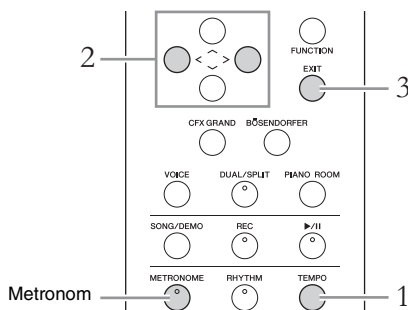 2
< >
FUNCTION
EXIT
3
CFX GRAND BÖSENDORFER
VOICE DUAL/SPLIT PIANO ROOM
SONG/DEMO REC ►/II
METRONOME RHYTHM TEMPO
Metronom
1